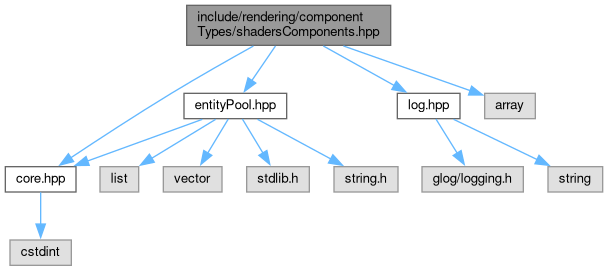 include/rendering/component
Types/shadersComponents.hpp
entityPool.hpp
log.hpp
array
core.hpp
list
vector
stdlib.h
string.h
glog/logging.h
string
cstdint